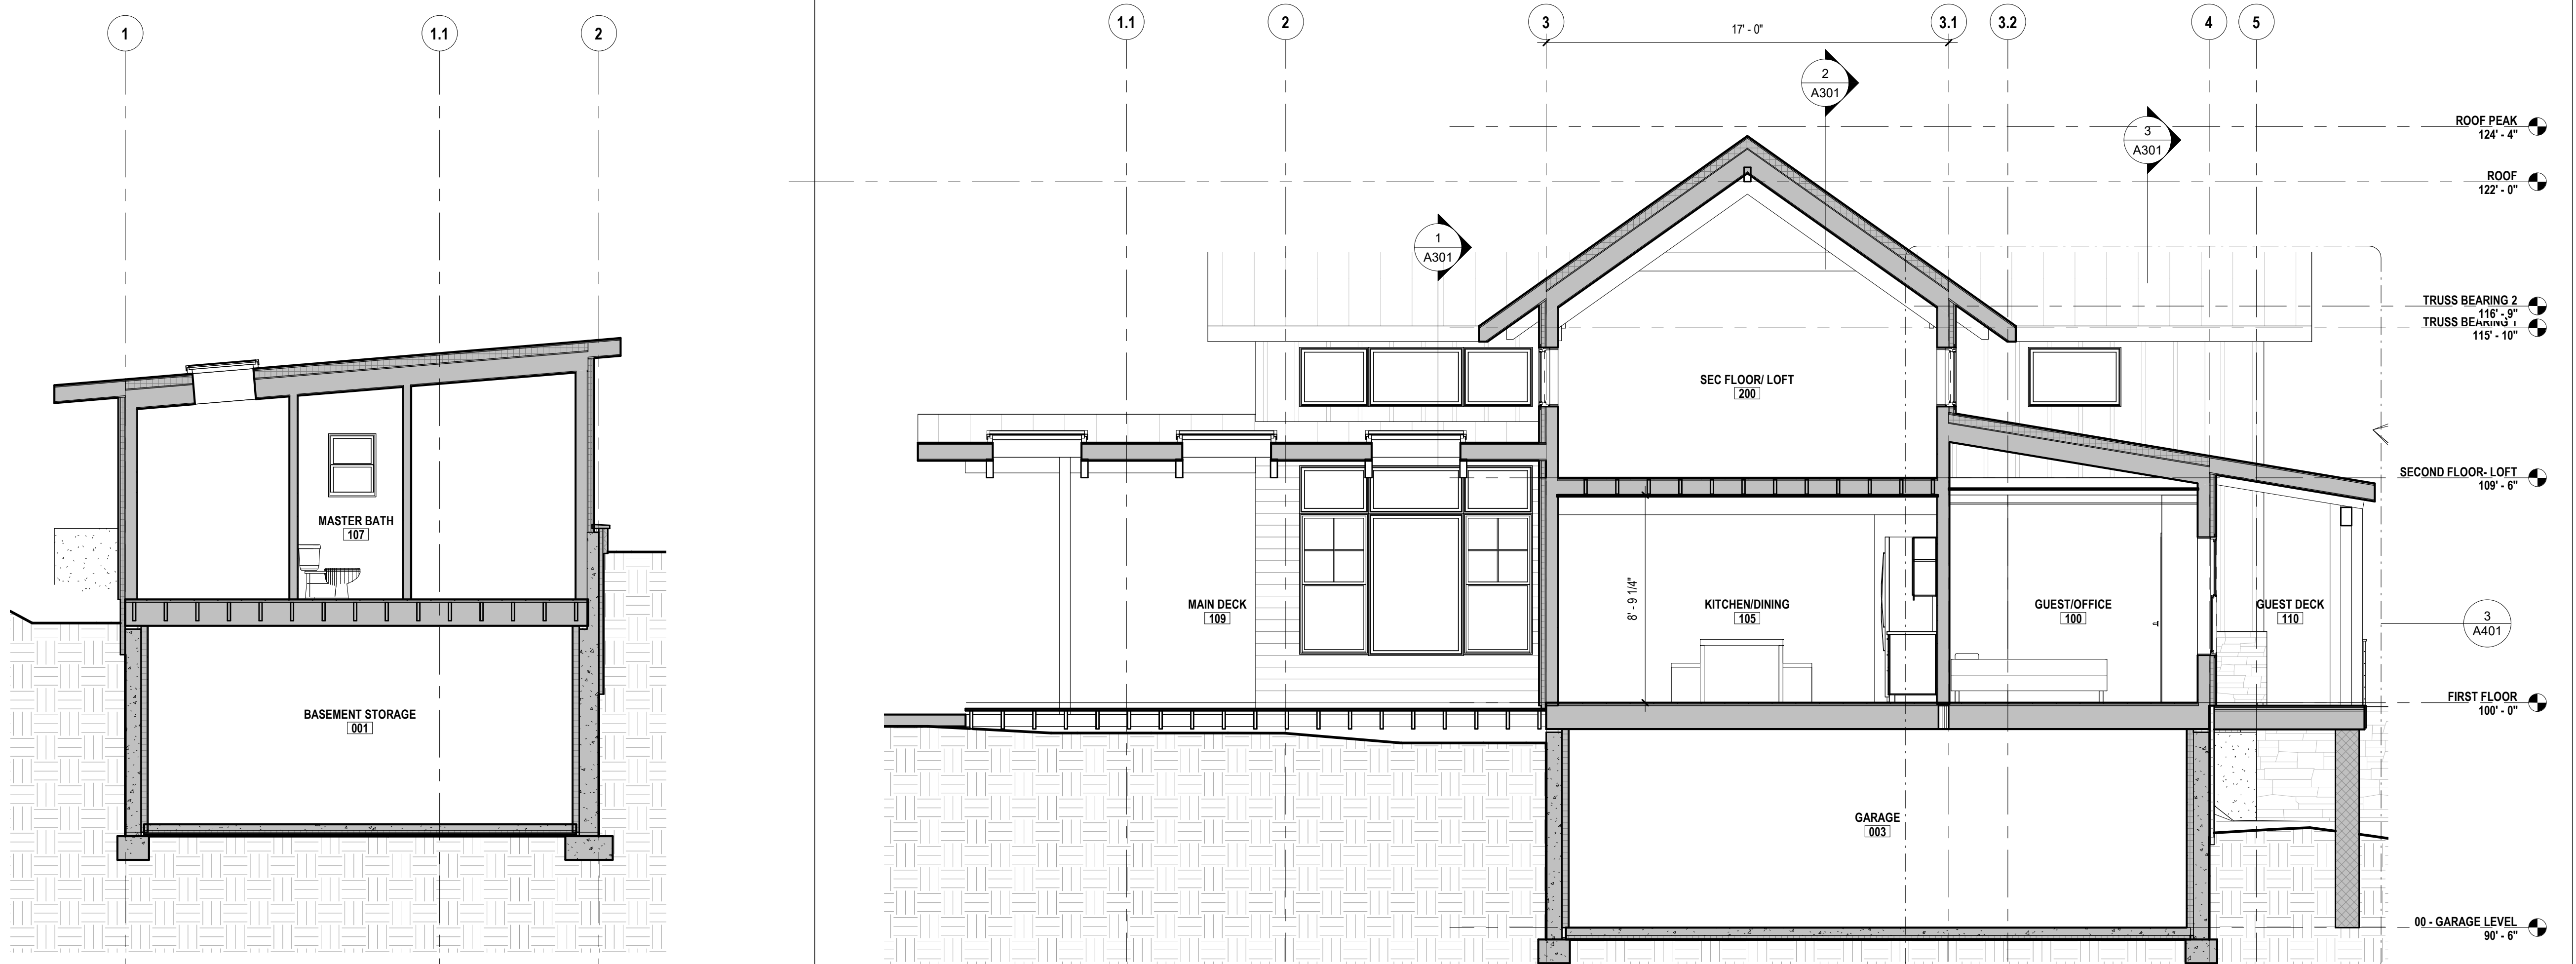 1
1.1
2
MASTER BATH
107
BASEMENT STORAGE
001
1.1
2
3
3.1
3.2
4
5
17' - 0"
2
A301
3
A301
1
A301
ROOF PEAK
124' - 4"
ROOF
122' - 0"
TRUSS BEARING 2
116' - 9"
TRUSS BEARING 1
115' - 10"
SEC FLOOR/ LOFT
200
SECOND FLOOR- LOFT
109' - 6"
8' - 9 1/4"
MAIN DECK
109
KITCHEN/DINING
105
GUEST/OFFICE
100
GUEST DECK
110
3
A401
FIRST FLOOR
100' - 0"
GARAGE
003
00 - GARAGE LEVEL
90' - 6"